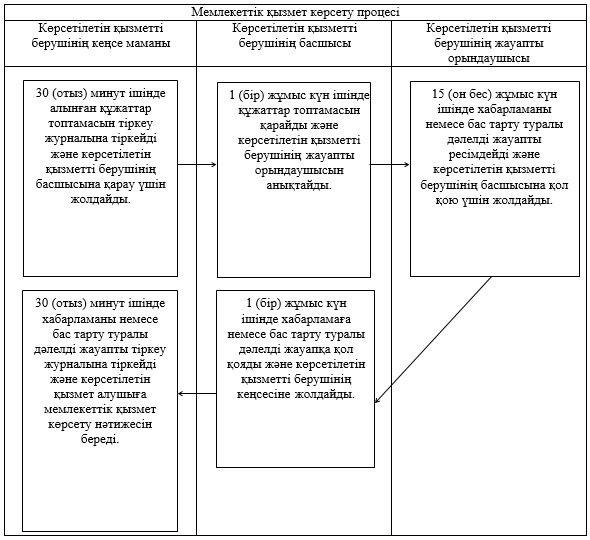 Мемлекеттік қызмет көрсету процесі
Көрсетілетін қызметті
берушінің кеңсе маманы
Көрсетілетін қызметті
берушінің басшысы
Көрсетілетін қызметті
берушінің жауапты
орындаушысы
30 (отыз) минут ішінде
алынған құжаттар
топтамасын тіркеу
журналына тіркейді
және көрсетілетін
қызметті берушінің
басшысына қарау үшін
жолдайды.
1 (бір) жұмыс күн ішінде
құжаттар топтамасын
қарайды және
көрсетілетін қызметті
берушінің жауапты
орындаушысын
анықтайды.
15 (он бес) жұмыс күн
ішінде хабарламаны
немесе бас тарту туралы
дәлелді жауапты
ресімдейді және
көрсетілетін қызметті
берушінің басшысына қол
қою үшін жолдайды.
30 (отыз) минут ішінде
хабарламаны немесе
бас тарту туралы
дәлелді жауапты тіркеу
журналына тіркейді
және көрсетілетін
қызмет алушыға
мемлекеттік қызмет
көрсету нәтижесін
береді.
1 (бір) жұмыс күн
ішінде хабарламаға
немесе бас тарту туралы
дәлелді жауапқа қол
қояды және көрсетілетін
қызметті берушінің
кеңсесіне жолдайды.